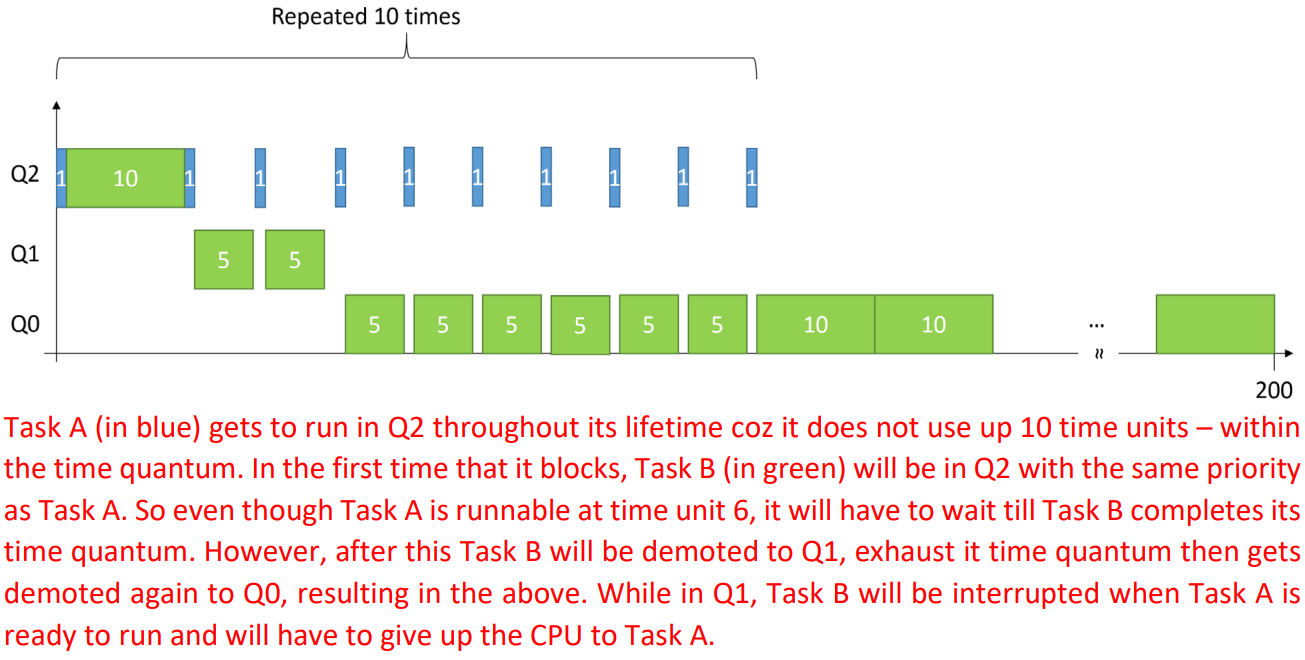 Repeated 10 times
Q2 1 10 1 1 1 1 1 1 1 1 1
Q1 5 5
Q0 5 5 5 5 5 5 10 10 ...
≈
200
Task A (in blue) gets to run in Q2 throughout its lifetime coz it does not use up 10 time units – within
the time quantum. In the first time that it blocks, Task B (in green) will be in Q2 with the same priority
as Task A. So even though Task A is runnable at time unit 6, it will have to wait till Task B completes its
time quantum. However, after this Task B will be demoted to Q1, exhaust it time quantum then gets
demoted again to Q0, resulting in the above. While in Q1, Task B will be interrupted when Task A is
ready to run and will have to give up the CPU to Task A.